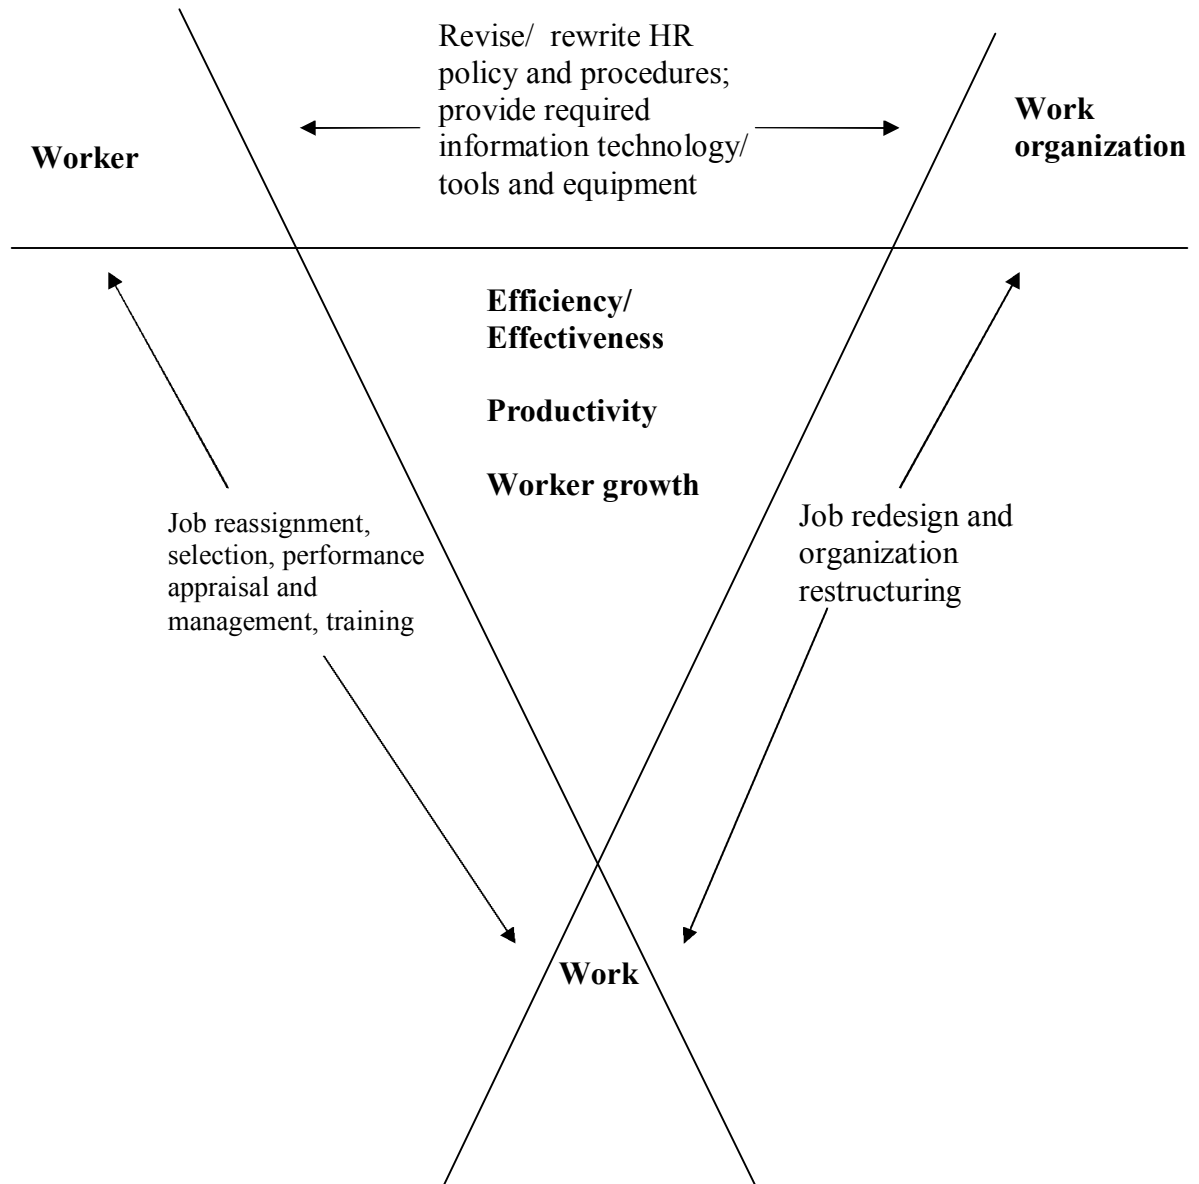 Revise/ rewrite HR
policy and procedures;
provide required
information technology/
tools and equipment
Worker
Work
organization
Efficiency/
Effectiveness
Productivity
Worker growth
Job reassignment,
selection, performance
appraisal and
management, training
Job redesign and
organization
restructuring
Work